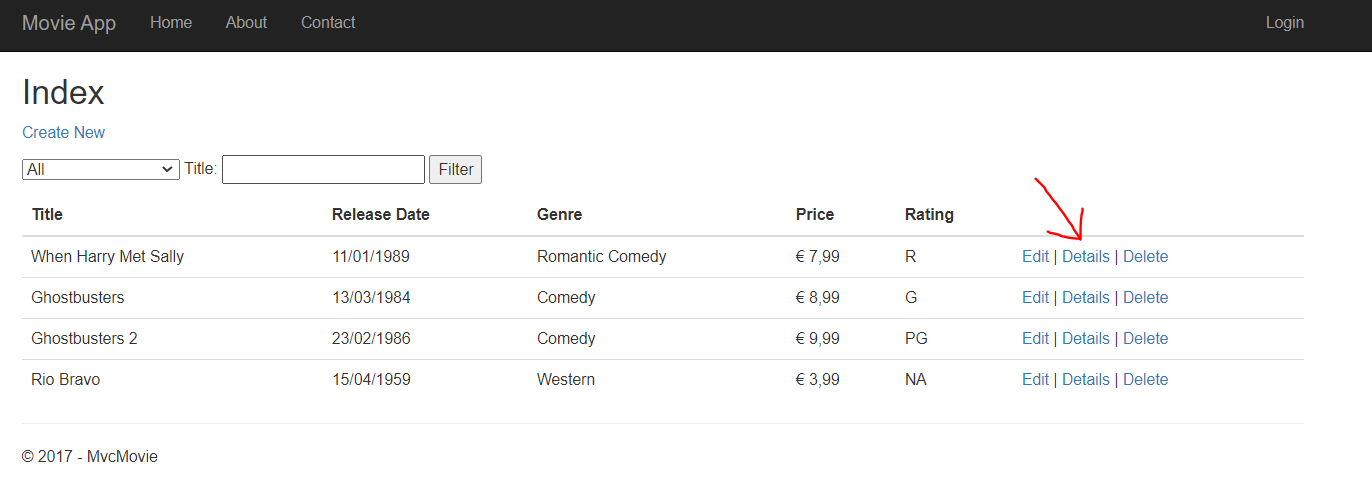 Movie App Home About Contact Login
Index
Create New
All Title: Filter
Title Release Date Genre Price Rating
When Harry Met Sally 11/01/1989 Romantic Comedy € 7,99 R Edit | Details | Delete
Ghostbusters 13/03/1984 Comedy € 8,99 G Edit | Details | Delete
Ghostbusters 2 23/02/1986 Comedy € 9,99 PG Edit | Details | Delete
Rio Bravo 15/04/1959 Western € 3,99 NA Edit | Details | Delete
© 2017 - MvcMovie